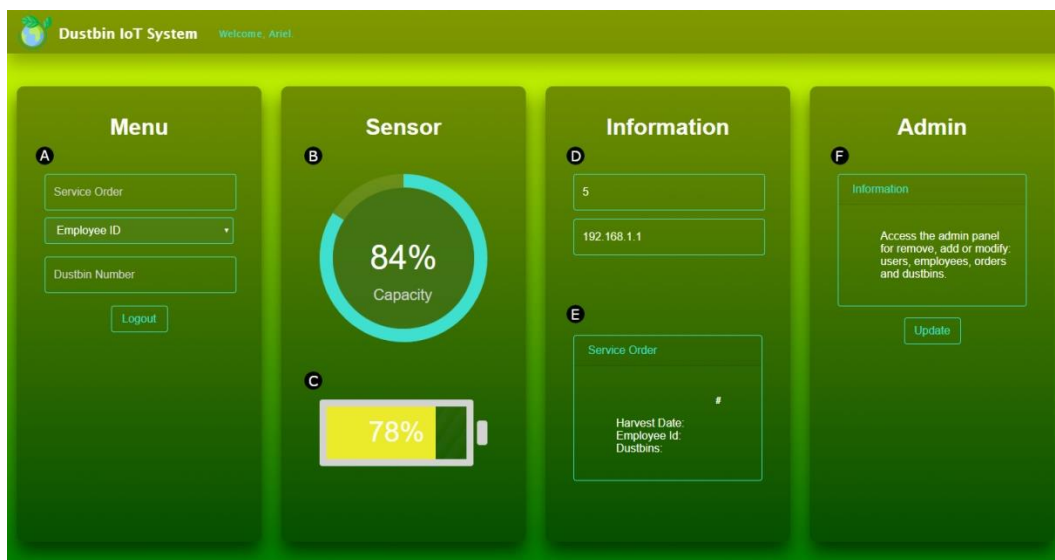 Dustbin IoT System
Welcome, Ariel.
Menu
A
Service Order
Employee ID
Dustbin Number
Logout
Sensor
B
84%
Capacity
C
78%
Information
D
5
192.168.1.1
E
Service Order
#
Harvest Date:
Employee Id:
Dustbins:
Admin
F
Information
Access the admin panel
for remove, add or modify:
users, employees, orders
and dustbins.
Update